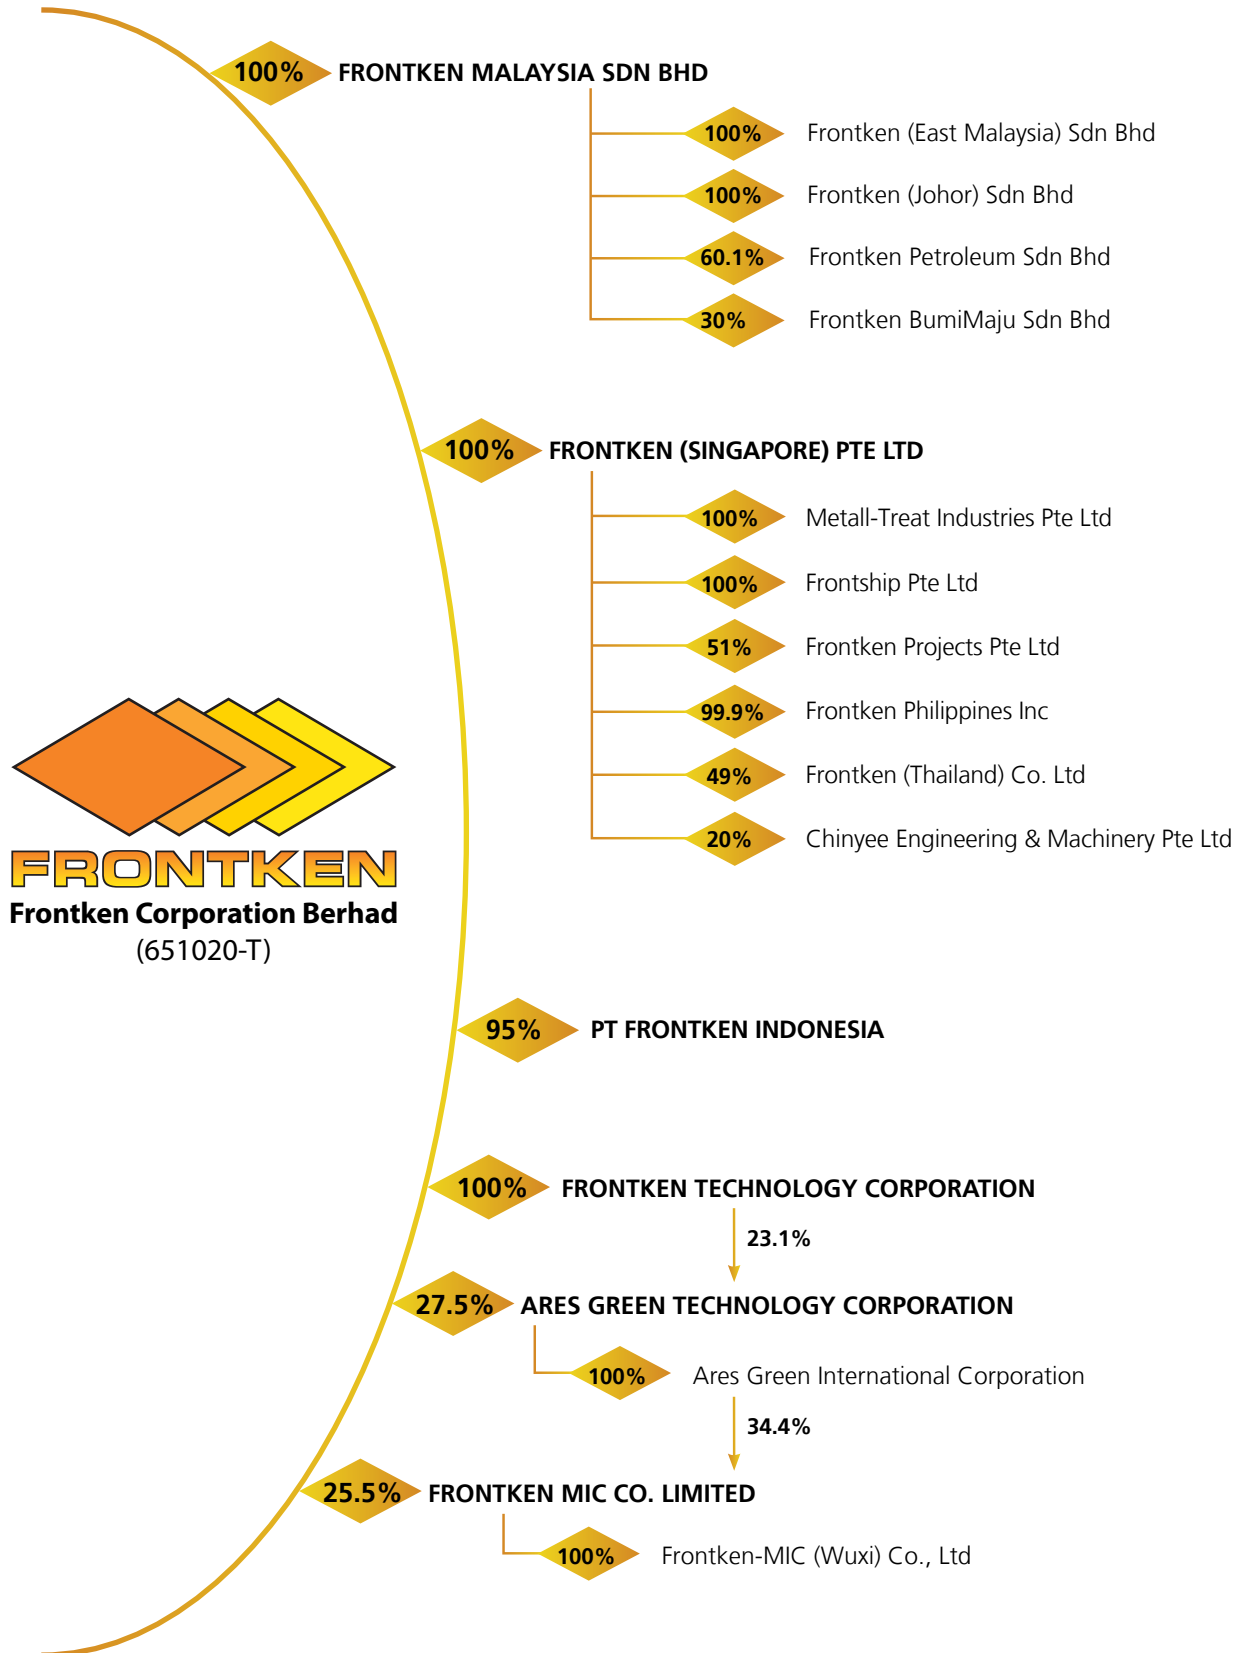 100% FRONTKEN MALAYSIA SDN BHD
100% Frontken (East Malaysia) Sdn Bhd
100% Frontken (Johor) Sdn Bhd
60.1% Frontken Petroleum Sdn Bhd
30% Frontken BumiMaju Sdn Bhd
100% FRONTKEN (SINGAPORE) PTE LTD
100% Metall-Treat Industries Pte Ltd
100% Frontship Pte Ltd
51% Frontken Projects Pte Ltd
99.9% Frontken Philippines Inc
49% Frontken (Thailand) Co. Ltd
20% Chinyee Engineering & Machinery Pte Ltd
FRONTKEN
Frontken Corporation Berhad
(651020-T)
95% PT FRONTKEN INDONESIA
100% FRONTKEN TECHNOLOGY CORPORATION
23.1%
27.5% ARES GREEN TECHNOLOGY CORPORATION
100% Ares Green International Corporation
34.4%
25.5% FRONTKEN MIC CO. LIMITED
100% Frontken-MIC (Wuxi) Co., Ltd